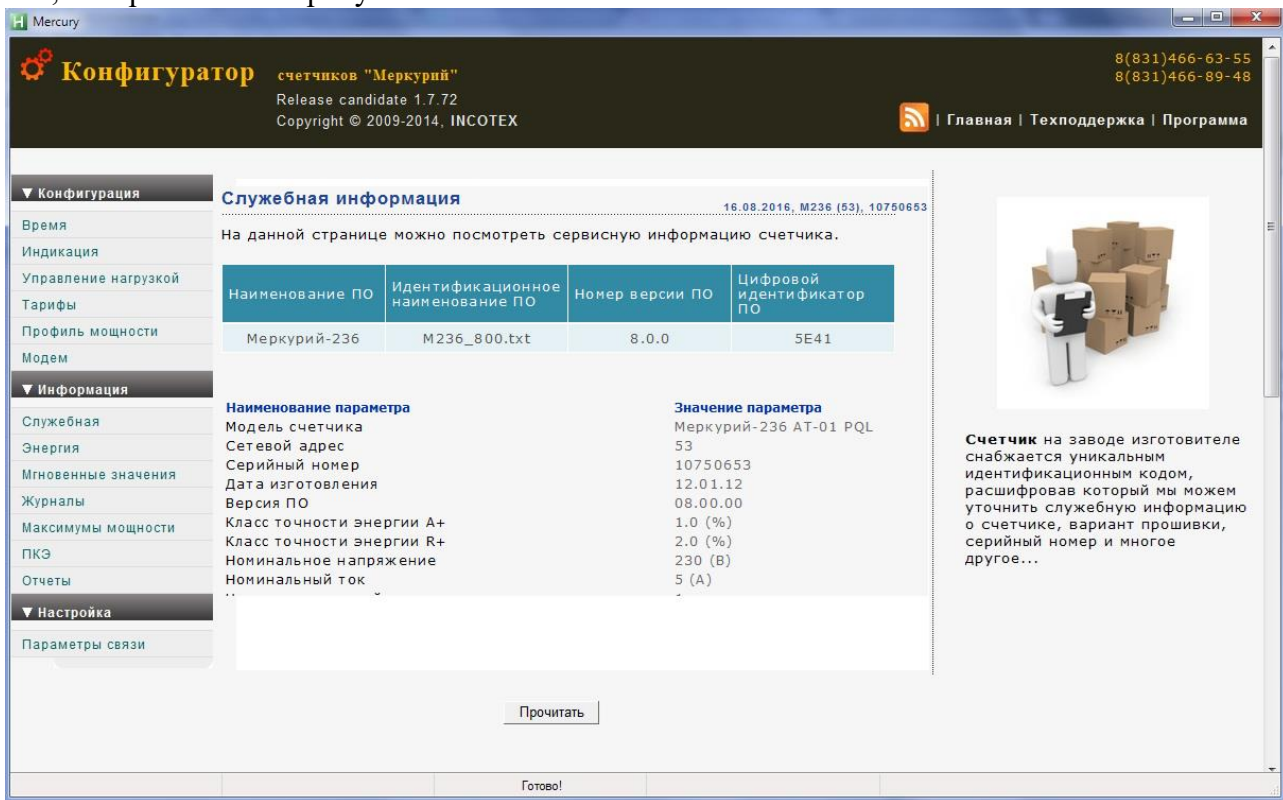 Mercury
Конфигуратор счетчиков "Меркурий"
Release candidate 1.7.72
Copyright © 2009-2014, INCOTEX
8(831)466-63-55
8(831)466-89-48
| Главная | Техподдержка | Программа
▼ Конфигурация
Время
Индикация
Управление нагрузкой
Тарифы
Профиль мощности
Модем
▼ Информация
Служебная
Энергия
Мгновенные значения
Журналы
Максимумы мощности
ПКЭ
Отчеты
▼ Настройка
Параметры связи
Служебная информация
16.08.2016, M236 (53), 10750653
На данной странице можно посмотреть сервисную информацию счетчика.
Наименование ПО
Идентификационное
наименование ПО
Номер версии ПО
Цифровой
идентификатор
ПО
Меркурий-236 M236_800.txt 8.0.0 5E41
Наименование параметра Значение параметра
Модель счетчика Меркурий-236 AT-01 PQL
Сетевой адрес 53
Серийный номер 10750653
Дата изготовления 12.01.12
Версия ПО 08.00.00
Класс точности энергии A+ 1.0 (%)
Класс точности энергии R+ 2.0 (%)
Номинальное напряжение 230 (В)
Номинальный ток 5 (А)
Счетчик на заводе изготовителе
снабжается уникальным
идентификационным кодом,
расшифровав который мы можем
уточнить служебную информацию
о счетчике, вариант прошивки,
серийный номер и многое
другое...
Прочитать
Готово!